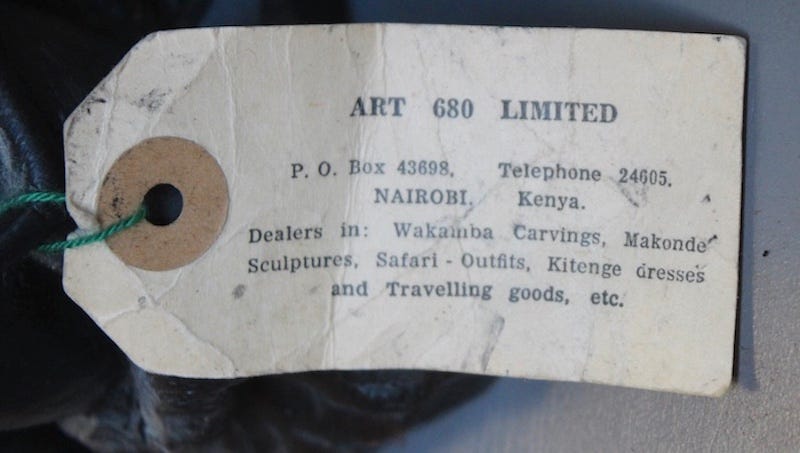 ART 680 LIMITED
P. O. Box 43698, Telephone 24605.
NAIROBI. Kenya.
Dealers in: Wakamba Carvings, Makonde
Sculptures, Safari - Outfits, Kitenge dresses
and Travelling goods, etc.